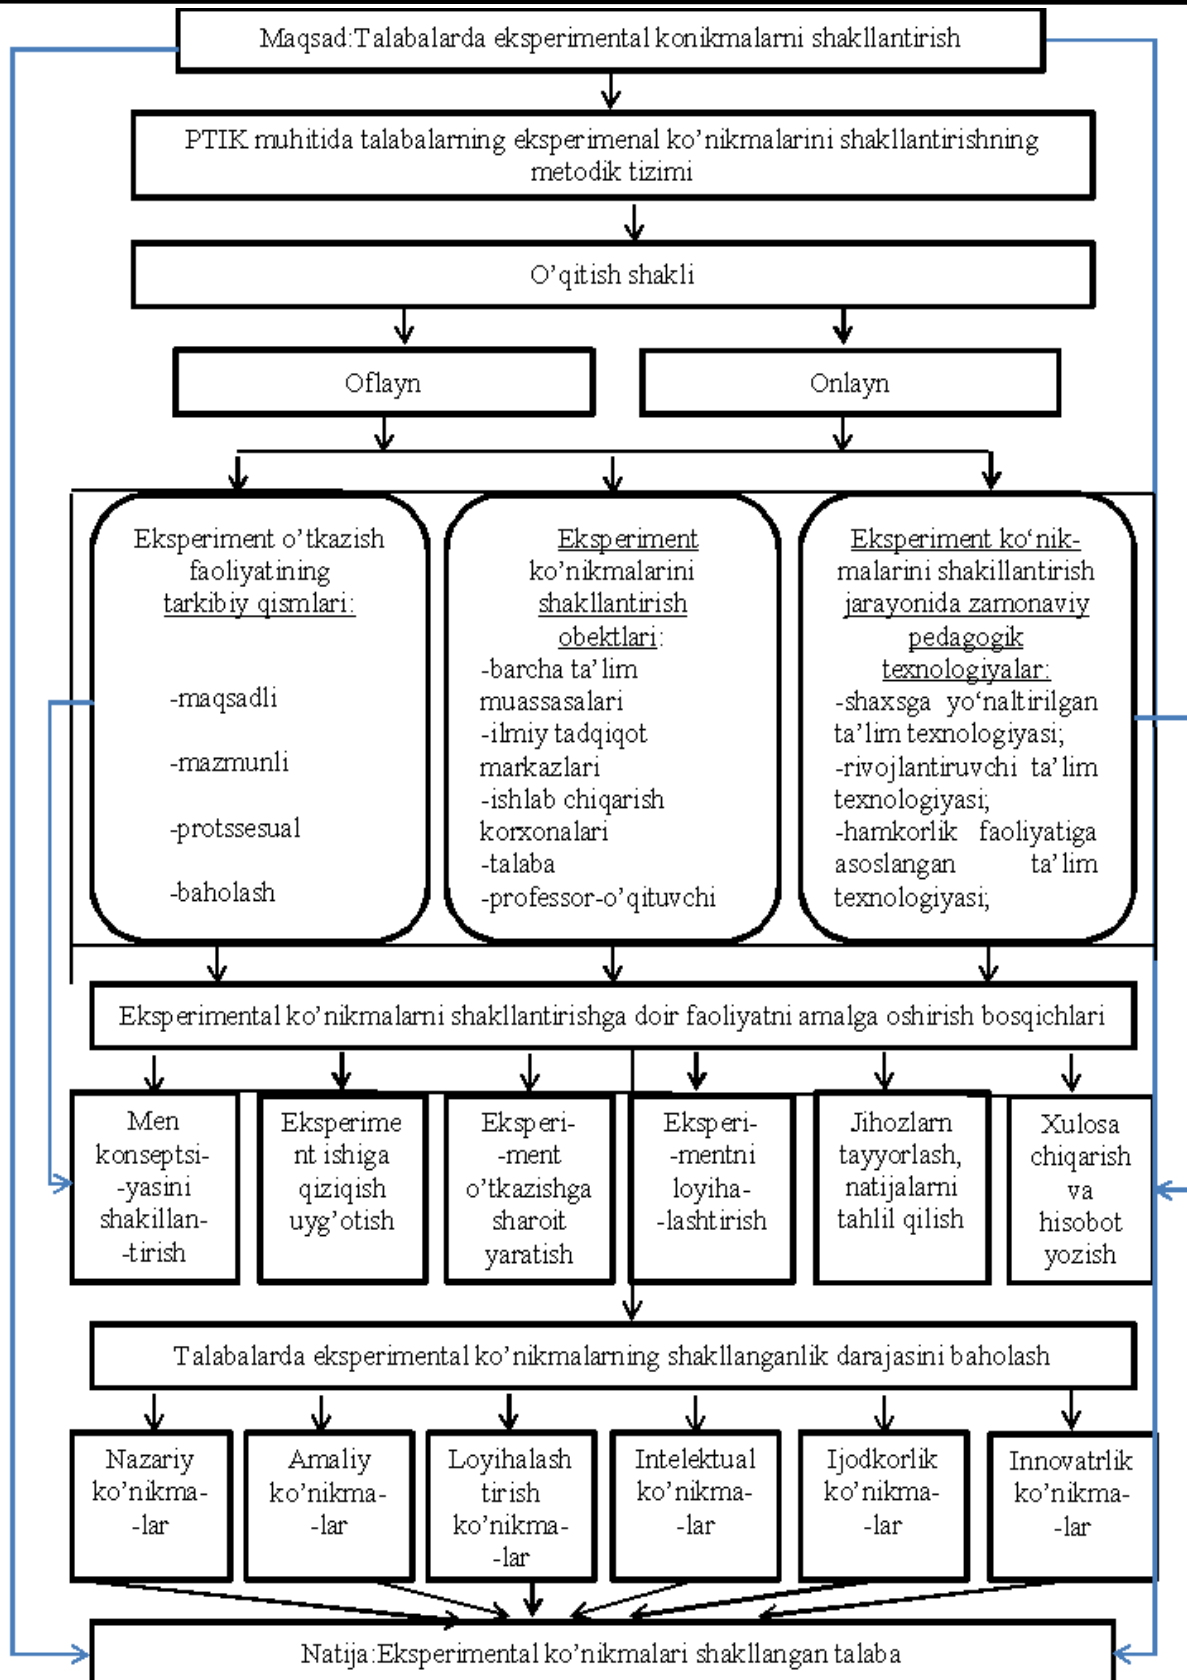 Maqsad:Talabalarda eksperimental konikmalarni shakllantirish
PTIK muhitida talabalarning eksperimenal ko’nikmalarini shakllantirishning
metodik tizimi
O’qitish shakli
Oflayn
Onlayn
Eksperiment o’tkazish
faoliyatining
tarkibiy qismlari:
-maqsadli
-mazmunli
-protssesual
-baholash
Eksperiment
ko’nikmalarini
shakllantirish
obektlari:
-barcha ta’lim
muassasalari
-ilmiy tadqiqot
markazlari
-ishlab chiqarish
korxonalari
-talaba
-professor-o’qituvchi
Eksperiment ko‘nik-
malarini shakillantirish
jarayonida zamonaviy
pedagogik
texnologiyalar:
-shaxsga yo‘naltirilgan
ta’lim texnologiyasi;
-rivojlantiruvchi ta’lim
texnologiyasi;
-hamkorlik faoliyatiga
asoslangan ta’lim
texnologiyasi;
Eksperimental ko’nikmalarni shakllantirishga doir faoliyatni amalga oshirish bosqichlari
Men
konseptsi-
-yasini
shakillan-
-tirish
Eksperime
nt ishiga
qiziqish
uyg’otish
Eksperi-
-ment
o’tkazishga
sharoit
yaratish
Eksperi-
-mentni
loyiha-
-lashtirish
Jihozlarn
tayyorlash,
natijalarni
tahlil qilish
Xulosa
chiqarish
va
hisobot
yozish
Talabalarda eksperimental ko’nikmalarning shakllanganlik darajasini baholash
Nazariy
ko’nikma-
-lar
Amaliy
ko’nikma-
-lar
Loyihalash
tirish
ko’nikma-
-lar
Intelektual
ko’nikma-
-lar
Ijodkorlik
ko’nikma-
-lar
Innovatrlik
ko’nikma-
-lar
Natija:Eksperimental ko’nikmalari shakllangan talaba